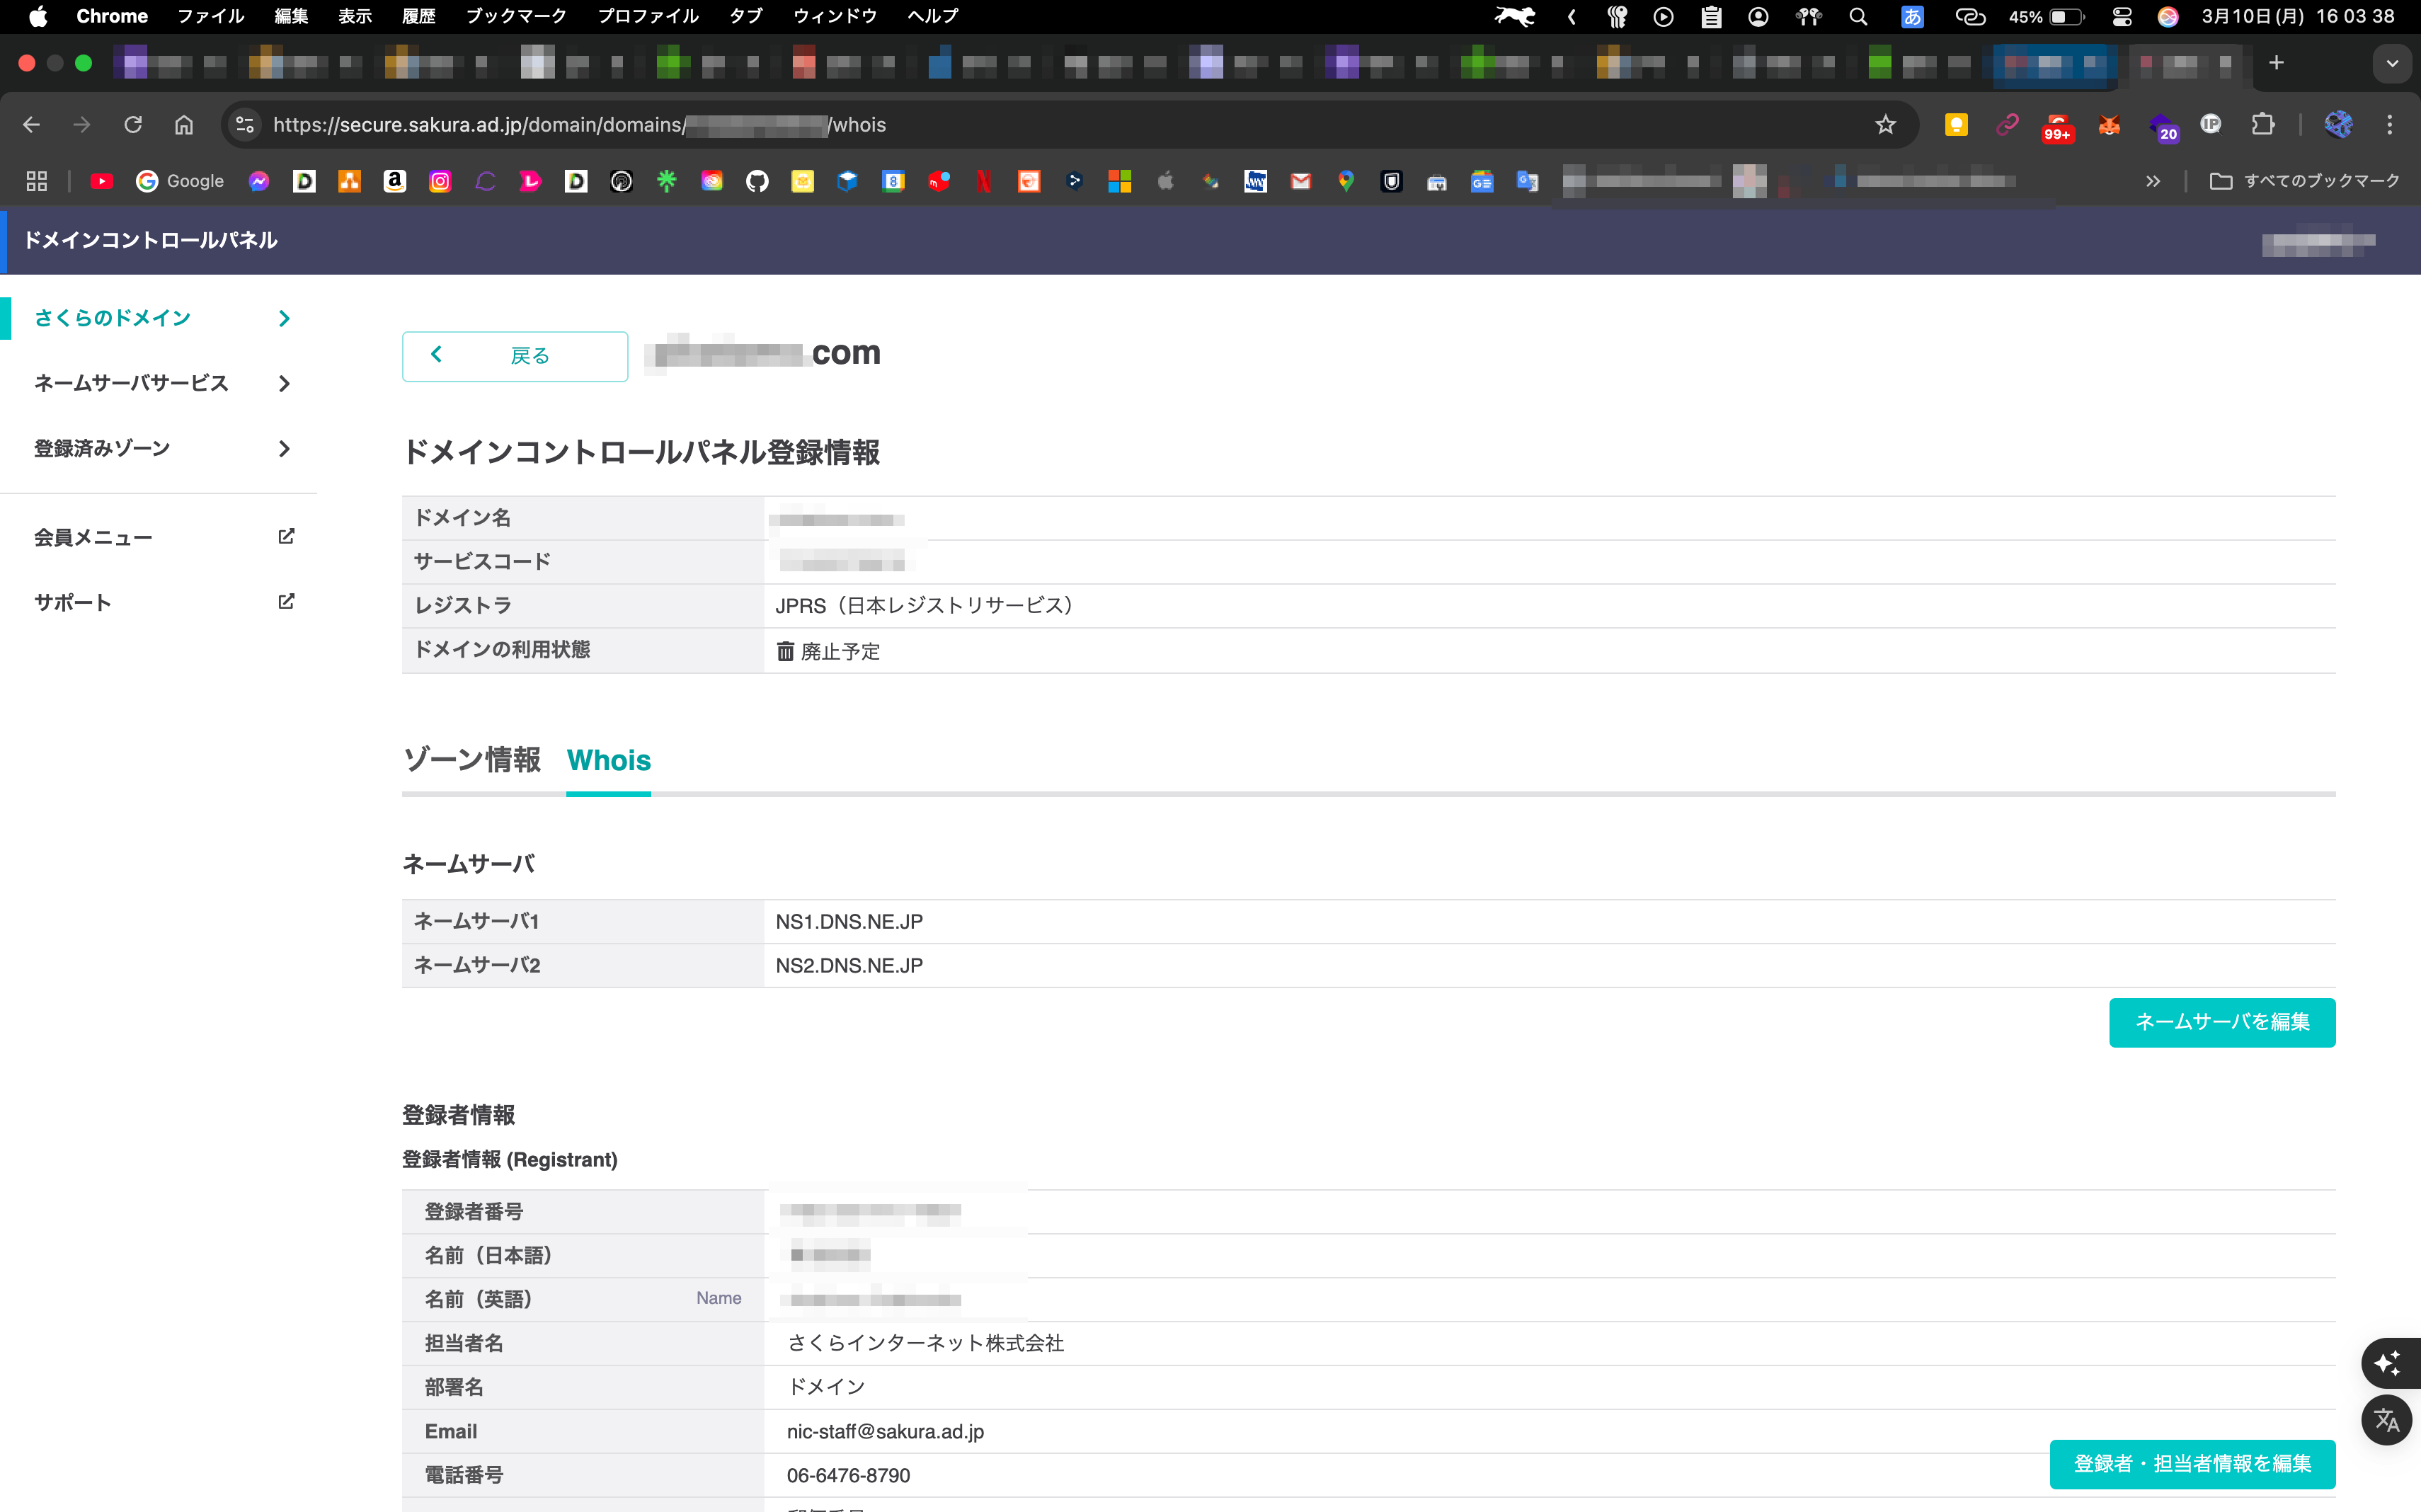 Chrome ファイル 編集 表示 履歴 ブックマーク プロファイル タブ ウィンドウ ヘルプ あ 45% 3月10日(月) 16 03 38
https://secure.sakura.ad.jp/domain/domains/ /whois 99+ 20 IP
Google すべてのブックマーク
ドメインコントロールパネル
さくらのドメイン
ネームサーバサービス
登録済みゾーン
会員メニュー
サポート
戻る
com
ドメインコントロールパネル登録情報
ドメイン名
サービスコード
レジストラ JPRS（日本レジストリサービス）
ドメインの利用状態 廃止予定
ゾーン情報 Whois
ネームサーバ
ネームサーバ1 NS1.DNS.NE.JP
ネームサーバ2 NS2.DNS.NE.JP
ネームサーバを編集
登録者情報
登録者情報 (Registrant)
登録者番号
名前（日本語）
名前（英語） Name
担当者名 さくらインターネット株式会社
部署名 ドメイン
Email nic-staff@sakura.ad.jp
電話番号 06-6476-8790
登録者・担当者情報を編集